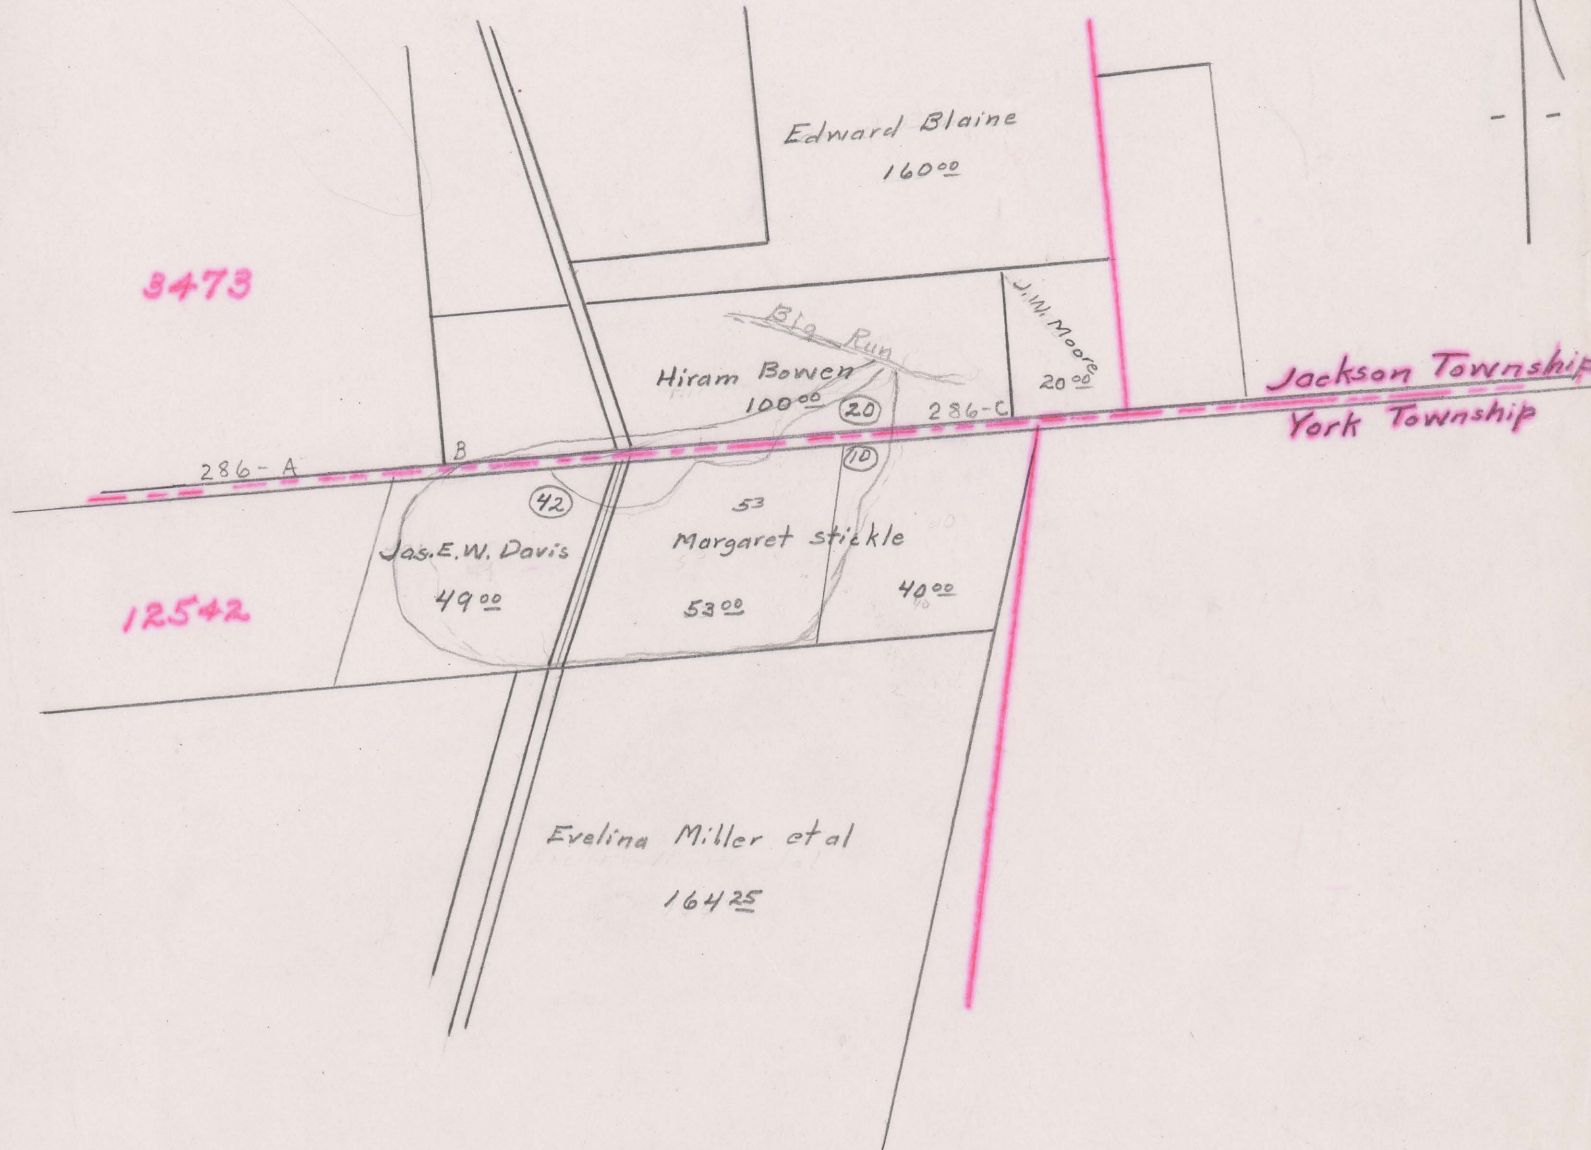 Edward Blaine
160 00
3473
Big Run
J.W. Moore
20 00
Hiram Bowen
100 00
20
286-C
Jackson Township
York Township
286-A
B
10
42
53
Jas. E.W. Davis
49 00
Margaret Stickle
53 00
40 00
12542
Evelina Miller et al
164 25